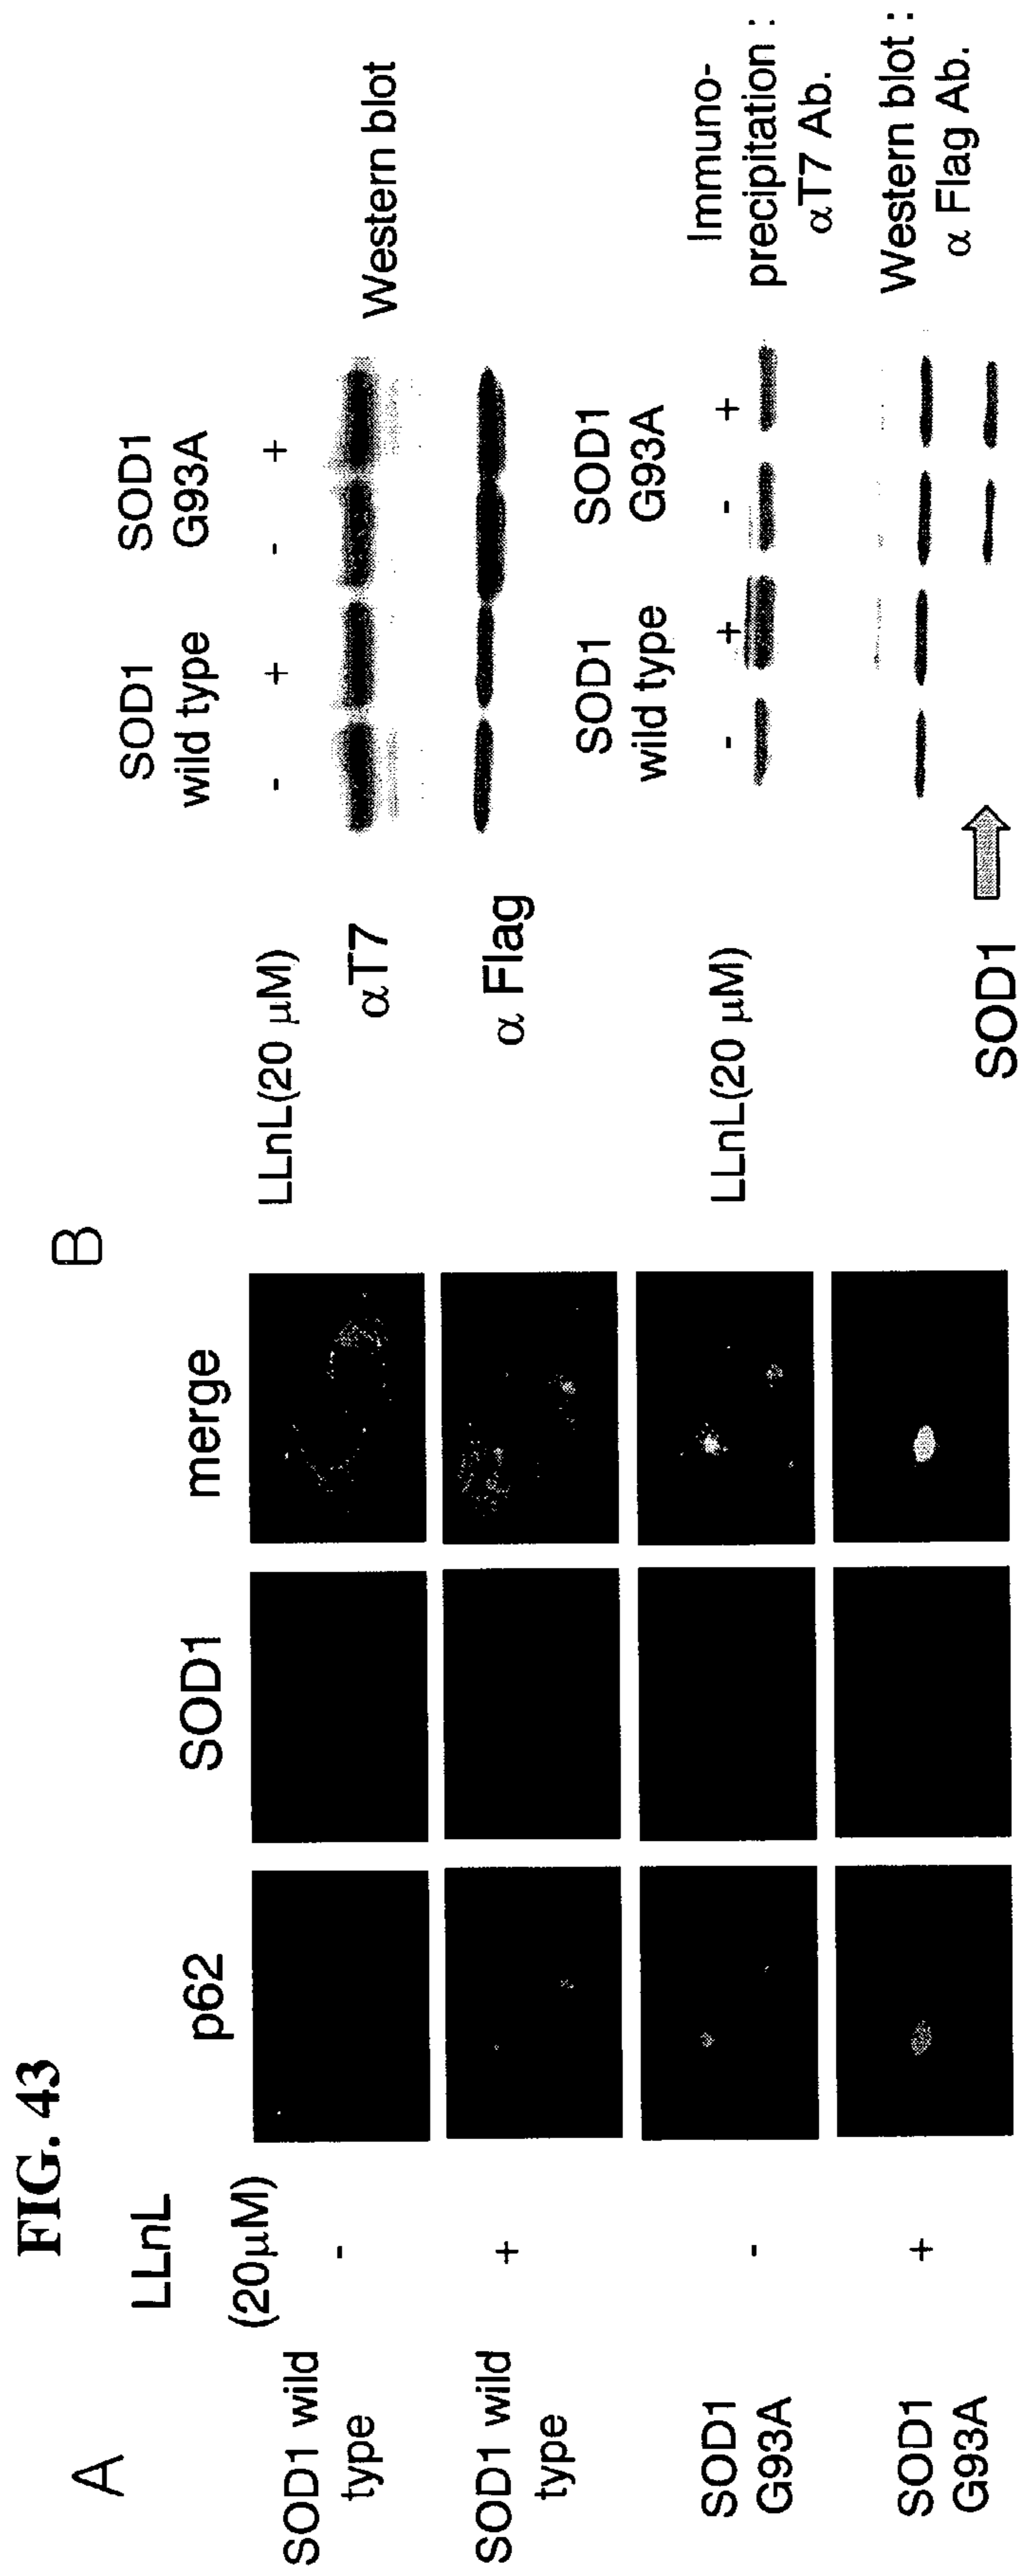 FIG. 43
A
LLnL
(20μM)
p62
SOD1
merge
SOD1 wild
type
-
SOD1 wild
type
+
SOD1
G93A
-
SOD1
G93A
+
B
SOD1
wild type
SOD1
G93A
LLnL(20 μM)
- + - +
αT7
Western blot
α Flag
SOD1
wild type
SOD1
G93A
LLnL(20 μM)
- + - +
Immuno-
precipitation :
αT7 Ab.
Western blot :
α Flag Ab.
SOD1